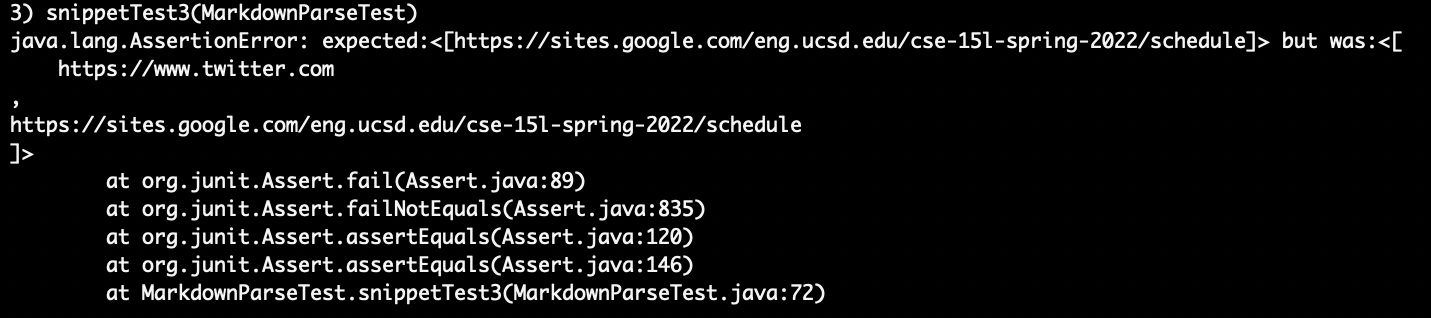 3) snippetTest3(MarkdownParseTest)
java.lang.AssertionError: expected:<[https://sites.google.com/eng.ucsd.edu/cse-15l-spring-2022/schedule]> but was:<[
    https://www.twitter.com
,
https://sites.google.com/eng.ucsd.edu/cse-15l-spring-2022/schedule
]>
        at org.junit.Assert.fail(Assert.java:89)
        at org.junit.Assert.failNotEquals(Assert.java:835)
        at org.junit.Assert.assertEquals(Assert.java:120)
        at org.junit.Assert.assertEquals(Assert.java:146)
        at MarkdownParseTest.snippetTest3(MarkdownParseTest.java:72)